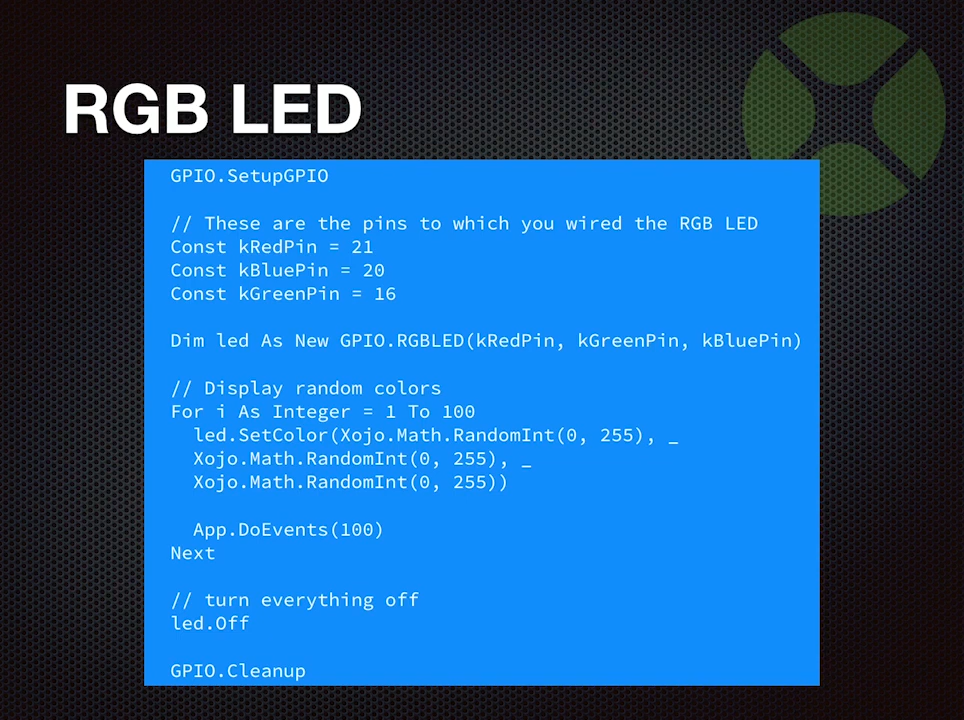 RGB LED
GPIO.SetupGPIO
// These are the pins to which you wired the RGB LED
Const kRedPin = 21
Const kBluePin = 20
Const kGreenPin = 16
Dim led As New GPIO.RGBLED(kRedPin, kGreenPin, kBluePin)
// Display random colors
For i As Integer = 1 To 100
led.SetColor(Xojo.Math.RandomInt(0, 255), _
Xojo.Math.RandomInt(0, 255), _
Xojo.Math.RandomInt(0, 255))
App.DoEvents(100)
Next
// turn everything off
led.Off
GPIO.Cleanup